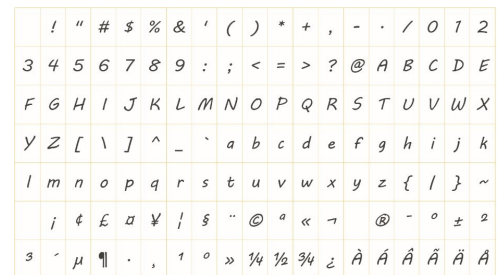 ! " # $ % & ' ( ) * + , - . / 0 1 2
3 4 5 6 7 8 9 : ; < = > ? @ A B C D E
F G H I J K L M N O P Q R S T U V W X
Y Z [ \ ] ^ _ ` a b c d e f g h i j k
l m n o p q r s t u v w x y z { | } ~
¡ ¢ £ ¤ ¥ ¦ § ¨ © ª « ¬ ® ¯ ° ± ²
³ ´ µ ¶ · ¸ ¹ º » ¼ ½ ¾ ¿ À Á Â Ã Ä Å